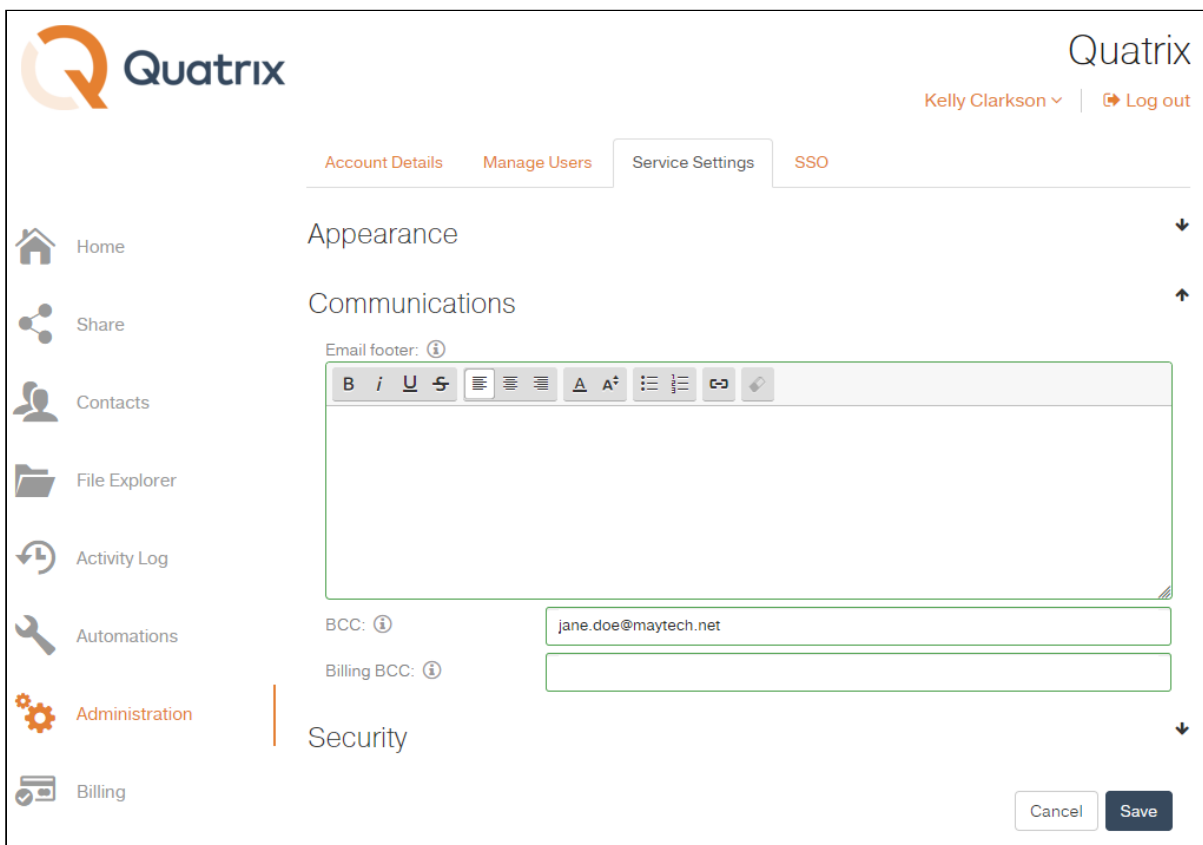 Quatrix
Quatrix
Kelly Clarkson
Log out
Account Details
Manage Users
Service Settings
SSO
Home
Share
Contacts
File Explorer
Activity Log
Automations
Administration
Billing
Appearance
Communications
Email footer:
B i U S A A
BCC:
jane.doe@maytech.net
Billing BCC:
Security
Cancel
Save